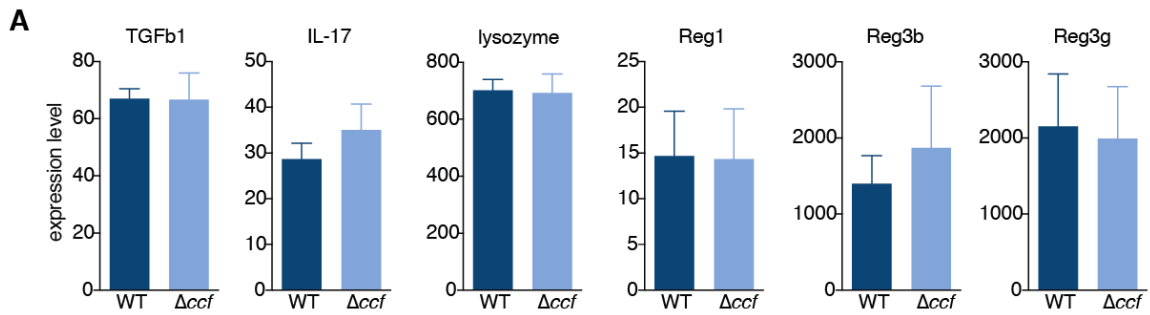 A
TGFb1 IL-17 lysozyme Reg1 Reg3b Reg3g
expression level
80 50 800 25 3000 3000
60 40 600 20 2000 2000
40 30 400 15 1000 1000
20 20 200 10 0 0
0 10 0 5
0 0
WT Δccf WT Δccf WT Δccf WT Δccf WT Δccf WT Δccf